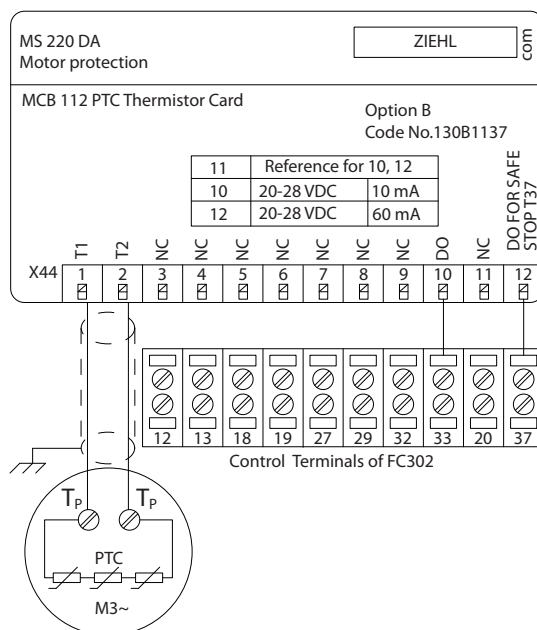 MS 220 DA
Motor protection
ZIEHL
com
MCB 112 PTC Thermistor Card
Option B
Code No.130B1137
11 Reference for 10, 12
10 20-28 VDC 10 mA
12 20-28 VDC 60 mA
T1 T2 NC NC NC NC NC NC NC DO NC DO FOR SAFE STOP T37
X44 1 2 3 4 5 6 7 8 9 10 11 12
12 13 18 19 27 29 32 33 20 37
Control Terminals of FC302
TP TP
PTC
M3~